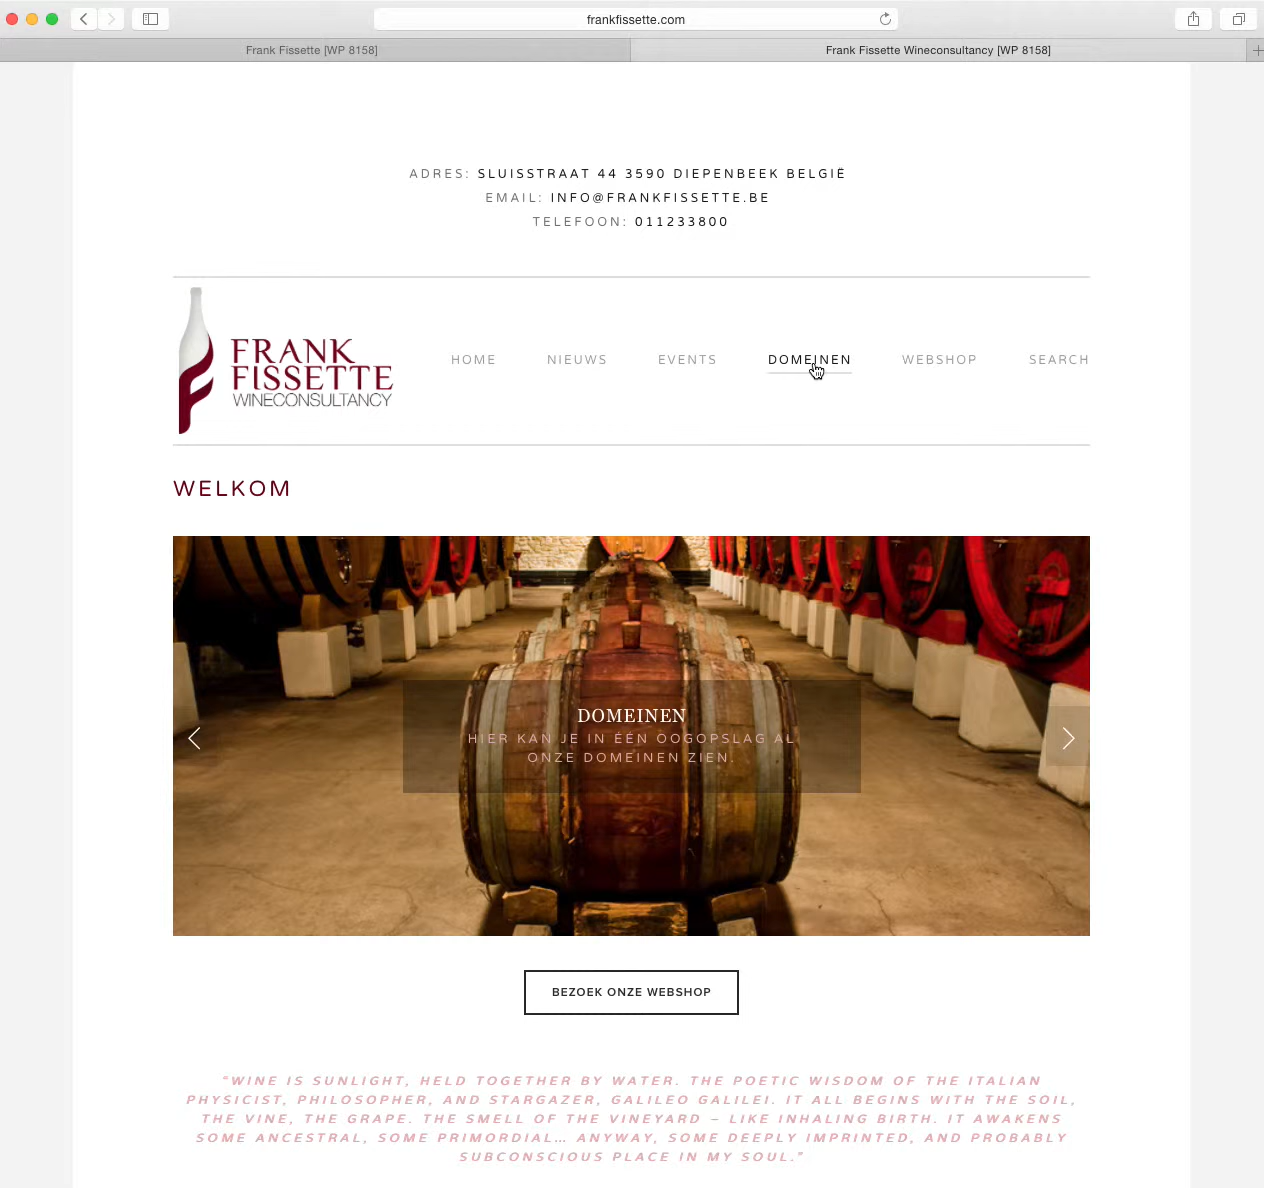 frankfissette.com
Frank Fissette [WP 8158]
Frank Fissette Wineconsultancy [WP 8158]
ADRES: SLUISSTRAAT 44 3590 DIEPENBEEK BELGIË
EMAIL: INFO@FRANKFISSETTE.BE
TELEFOON: 011233800
FRANK
FISSETTE
WINECONSULTANCY
HOME NIEUWS EVENTS DOMEINEN WEBSHOP SEARCH
WELKOM
DOMEINEN
HIER KAN JE IN ÉÉN OOGOPSLAG AL
ONZE DOMEINEN ZIEN.
BEZOEK ONZE WEBSHOP
“WINE IS SUNLIGHT, HELD TOGETHER BY WATER. THE POETIC WISDOM OF THE ITALIAN
PHYSICIST, PHILOSOPHER, AND STARGAZER, GALILEO GALILEI. IT ALL BEGINS WITH THE SOIL,
THE VINE, THE GRAPE. THE SMELL OF THE VINEYARD – LIKE INHALING BIRTH. IT AWAKENS
SOME ANCESTRAL, SOME PRIMORDIAL… ANYWAY, SOME DEEPLY IMPRINTED, AND PROBABLY
SUBCONSCIOUS PLACE IN MY SOUL.”